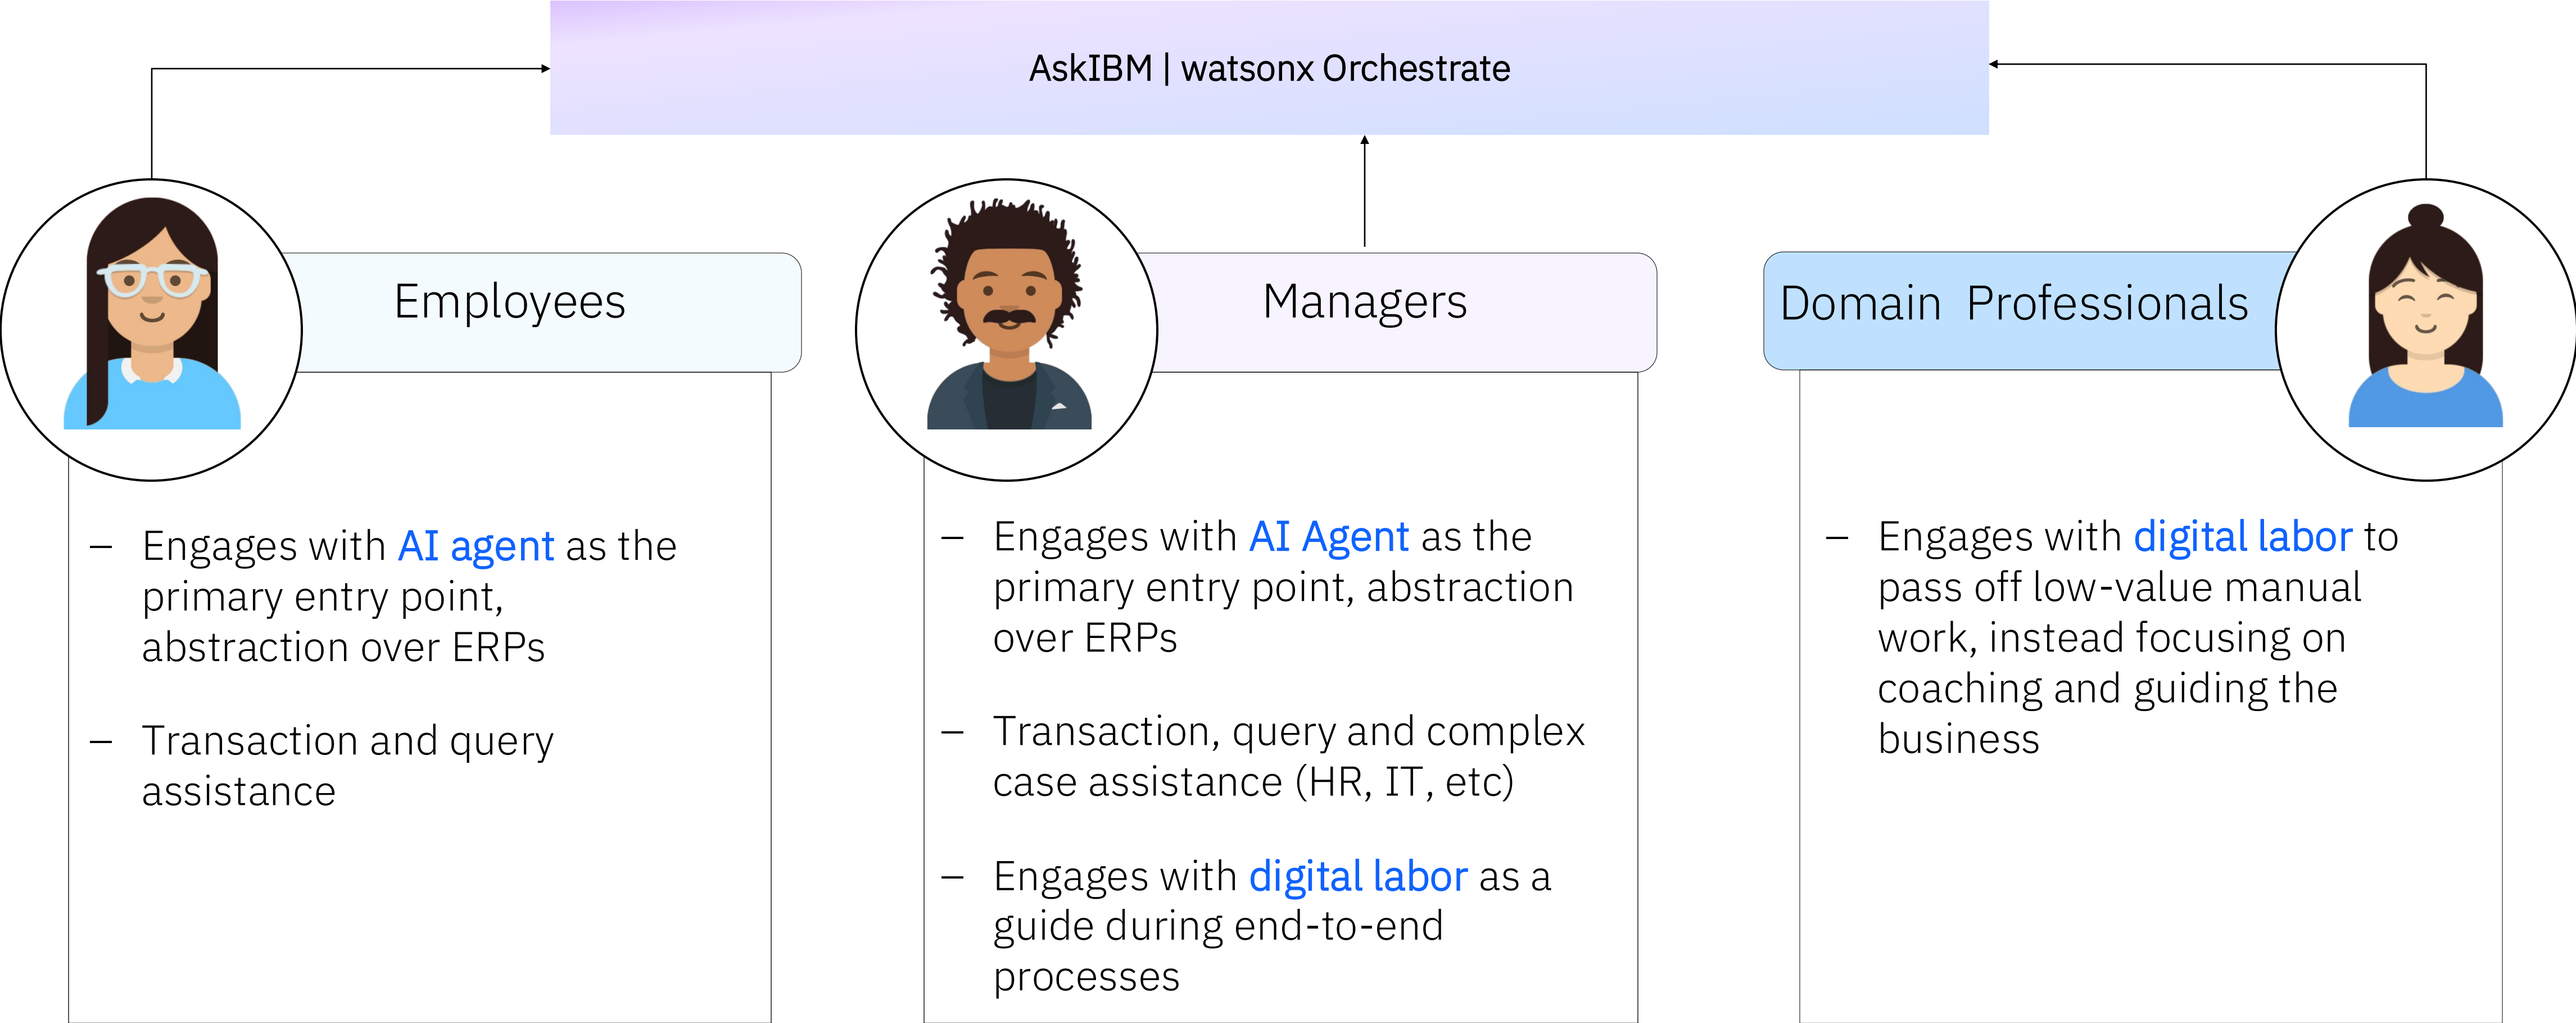 AskIBM | watsonx Orchestrate
Employees
– Engages with AI agent as the
primary entry point,
abstraction over ERPs
– Transaction and query
assistance
Managers
– Engages with AI Agent as the
primary entry point, abstraction
over ERPs
– Transaction, query and complex
case assistance (HR, IT, etc)
– Engages with digital labor as a
guide during end-to-end
processes
Domain Professionals
– Engages with digital labor to
pass off low-value manual
work, instead focusing on
coaching and guiding the
business